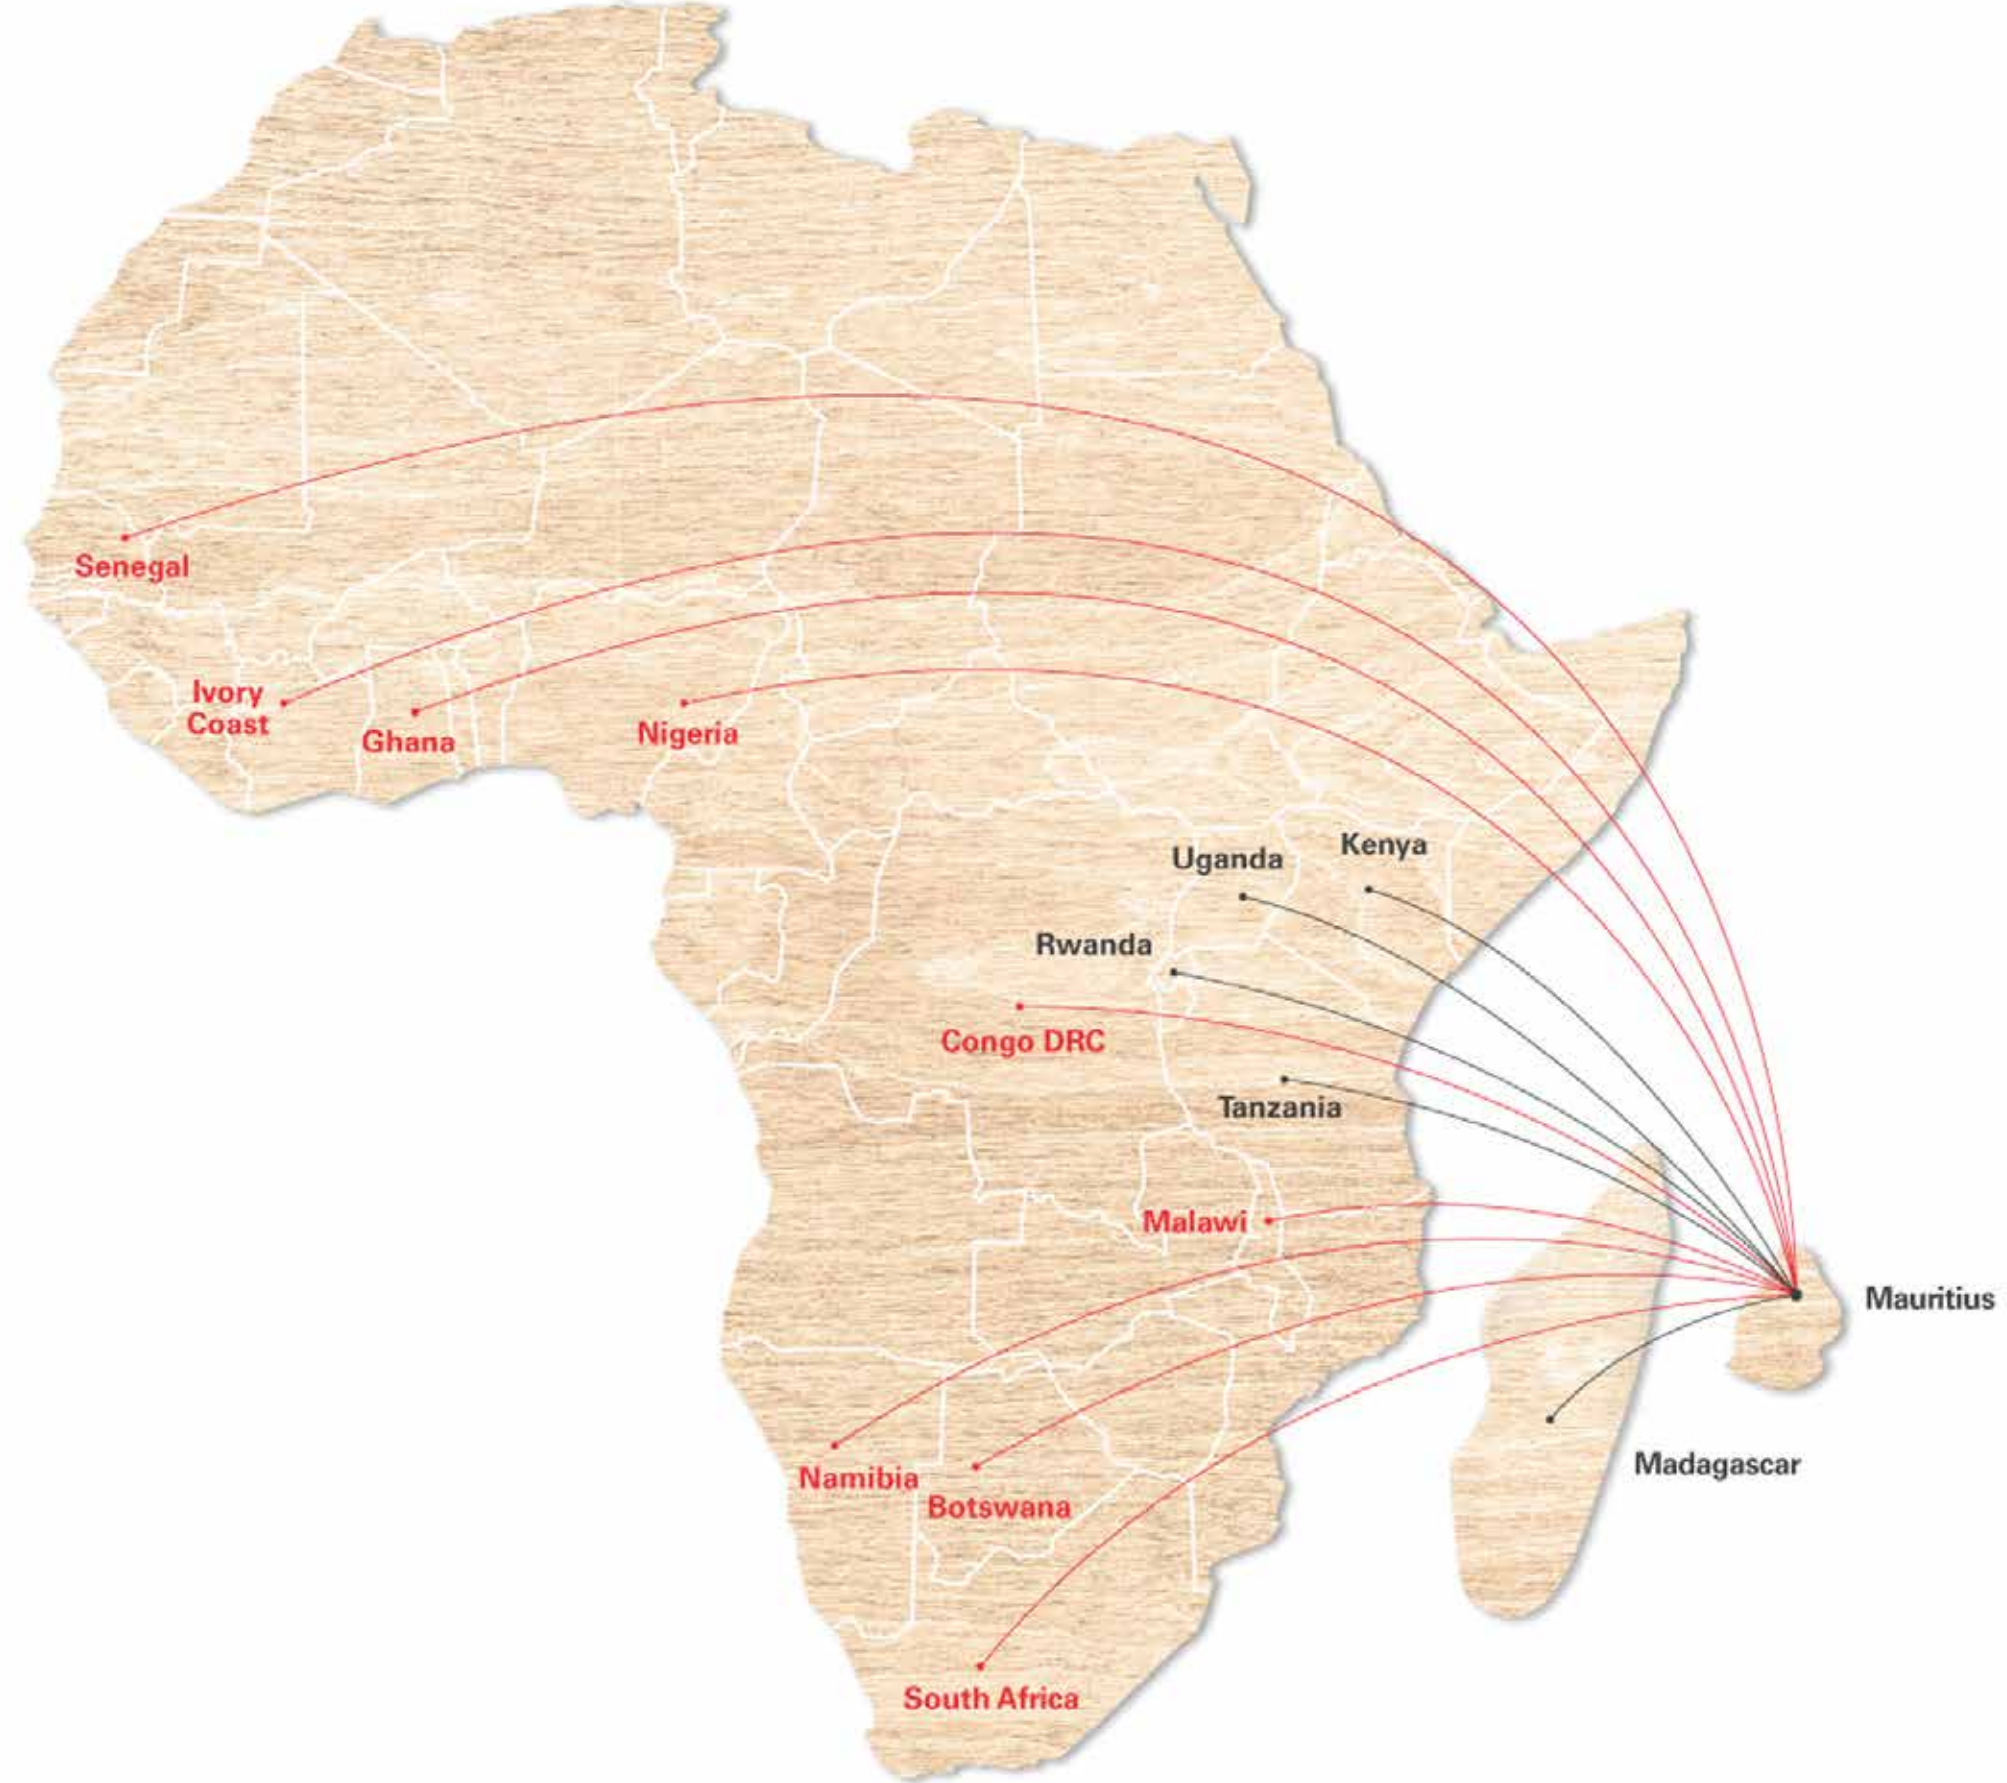 Senegal
Ivory
Coast
Ghana
Nigeria
Uganda
Kenya
Rwanda
Congo DRC
Tanzania
Malawi
Mauritius
Madagascar
Namibia
Botswana
South Africa